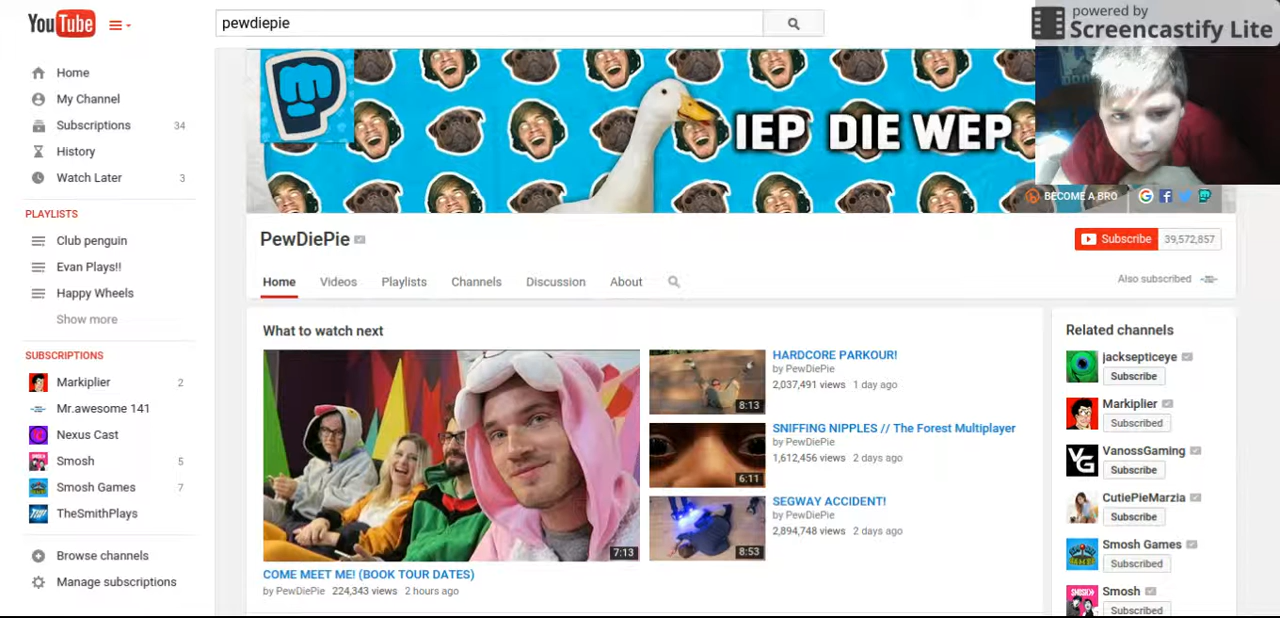 YouTube
pewdiepie
powered by
Screencastify Lite
Home
My Channel
Subscriptions 34
History
Watch Later 3
PLAYLISTS
Club penguin
Evan Plays!!
Happy Wheels
Show more
SUBSCRIPTIONS
Markiplier 2
Mr.awesome 141
Nexus Cast
Smosh 5
Smosh Games 7
TheSmithPlays
Browse channels
Manage subscriptions
IEP DIE WEP
BECOME A BRO
PewDiePie
Subscribe 39,572,857
Home Videos Playlists Channels Discussion About
Also subscribed
What to watch next
7:13
COME MEET ME! (BOOK TOUR DATES)
by PewDiePie 224,343 views 2 hours ago
8:13
HARDCORE PARKOUR!
by PewDiePie
2,037,491 views 1 day ago
6:11
SNIFFING NIPPLES // The Forest Multiplayer
by PewDiePie
1,612,456 views 2 days ago
8:53
SEGWAY ACCIDENT!
by PewDiePie
2,894,748 views 2 days ago
Related channels
jacksepticeye
Subscribe
Markiplier
Subscribed
VG
VanossGaming
Subscribe
CutiePieMarzia
Subscribe
Smosh Games
Subscribed
Smosh
Subscribed